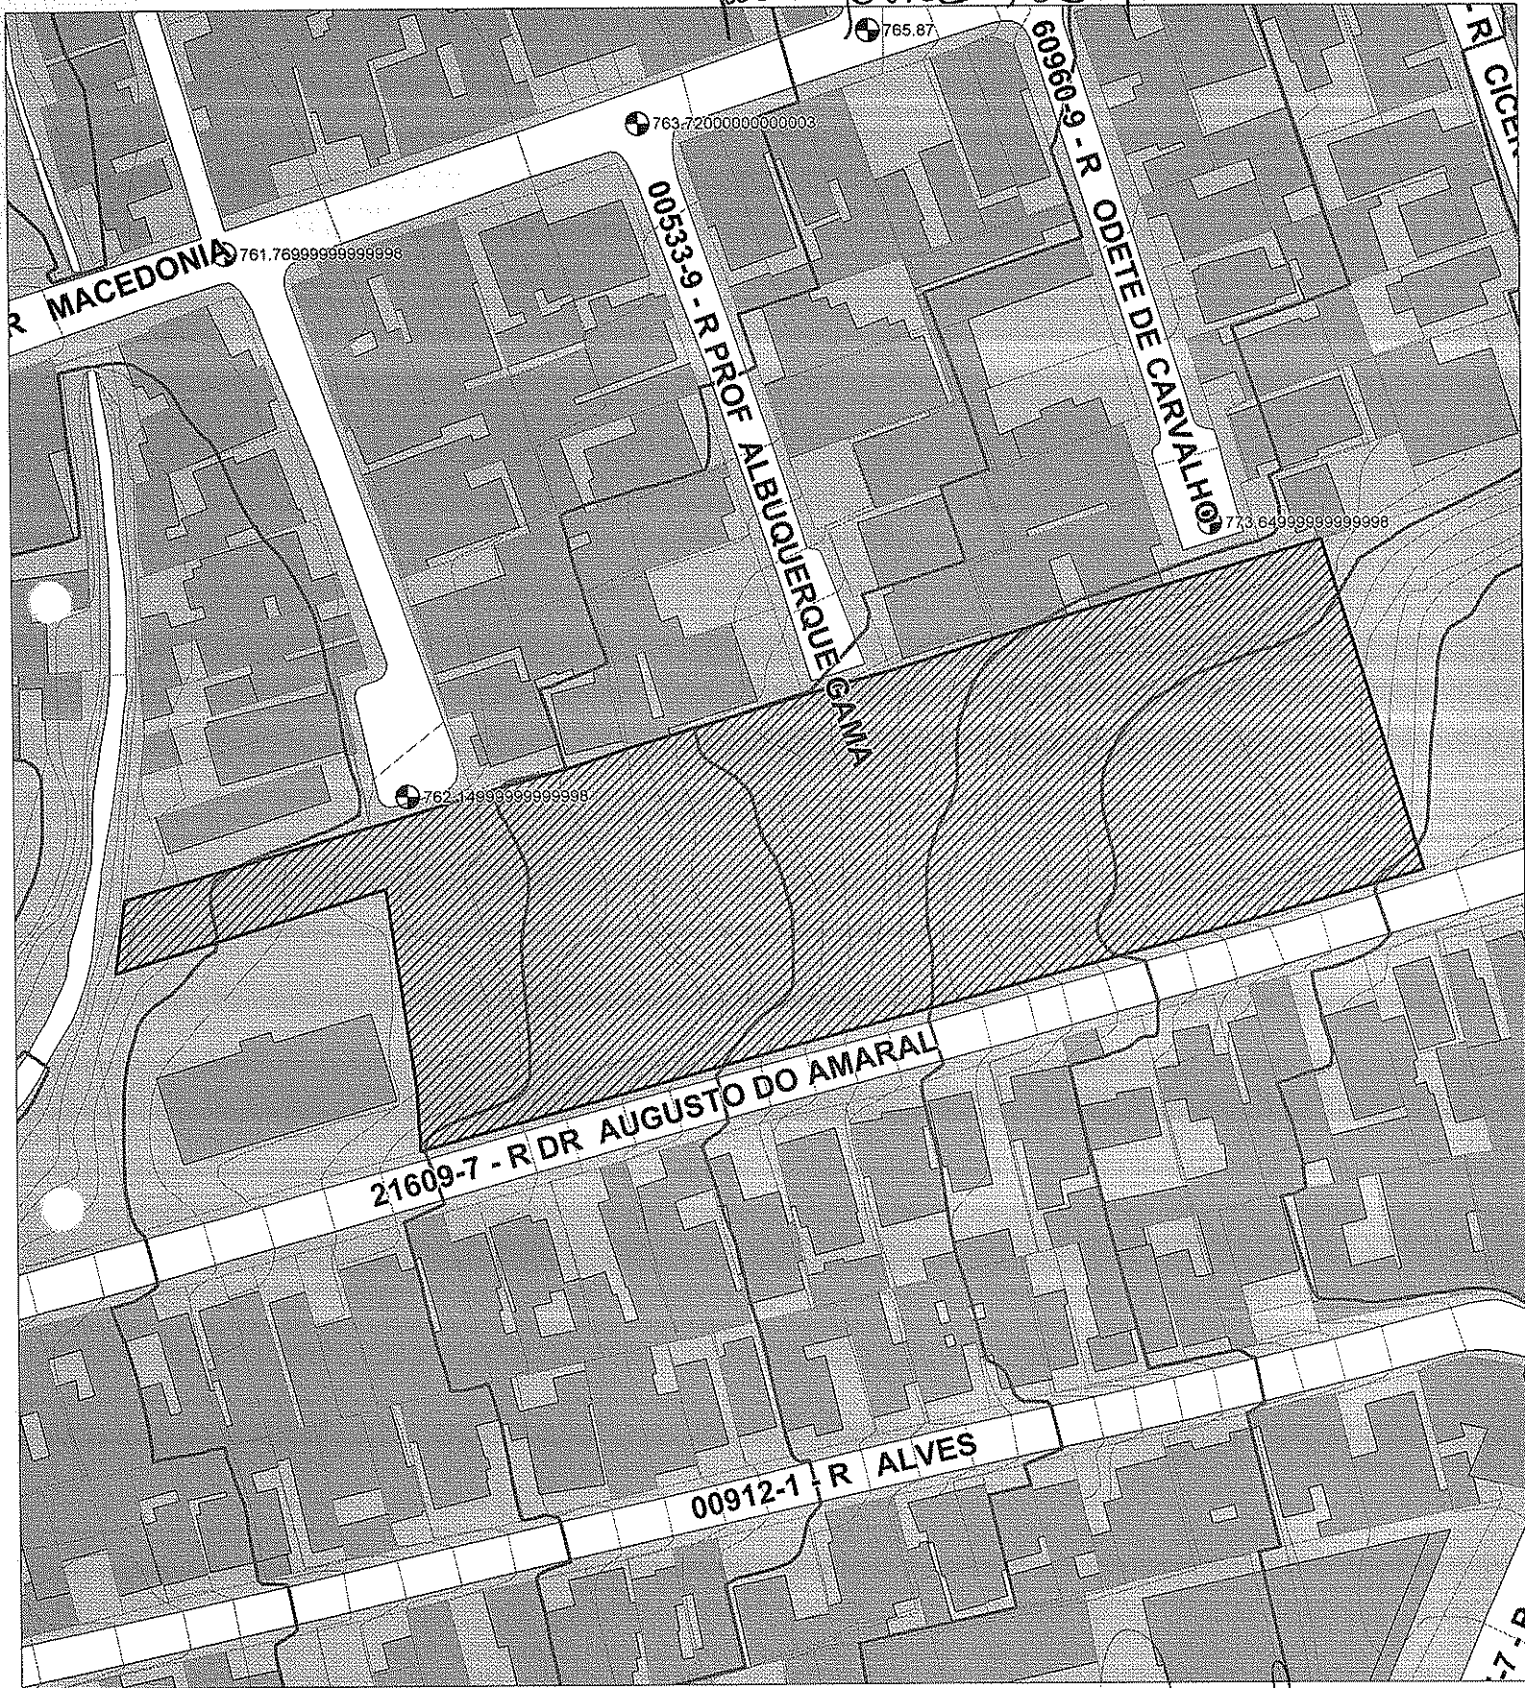 765.87
60960-9 - R ODETE DE CARVALHO
- R CICER
763.72000000000003
00533-9 - R PROF ALBUQUERQUE GAMA
761.76999999999998
R MACEDONIA
773.64999999999998
762.14999999999998
21609-7 - R DR AUGUSTO DO AMARAL
00912-1 - R ALVES
-7 - R